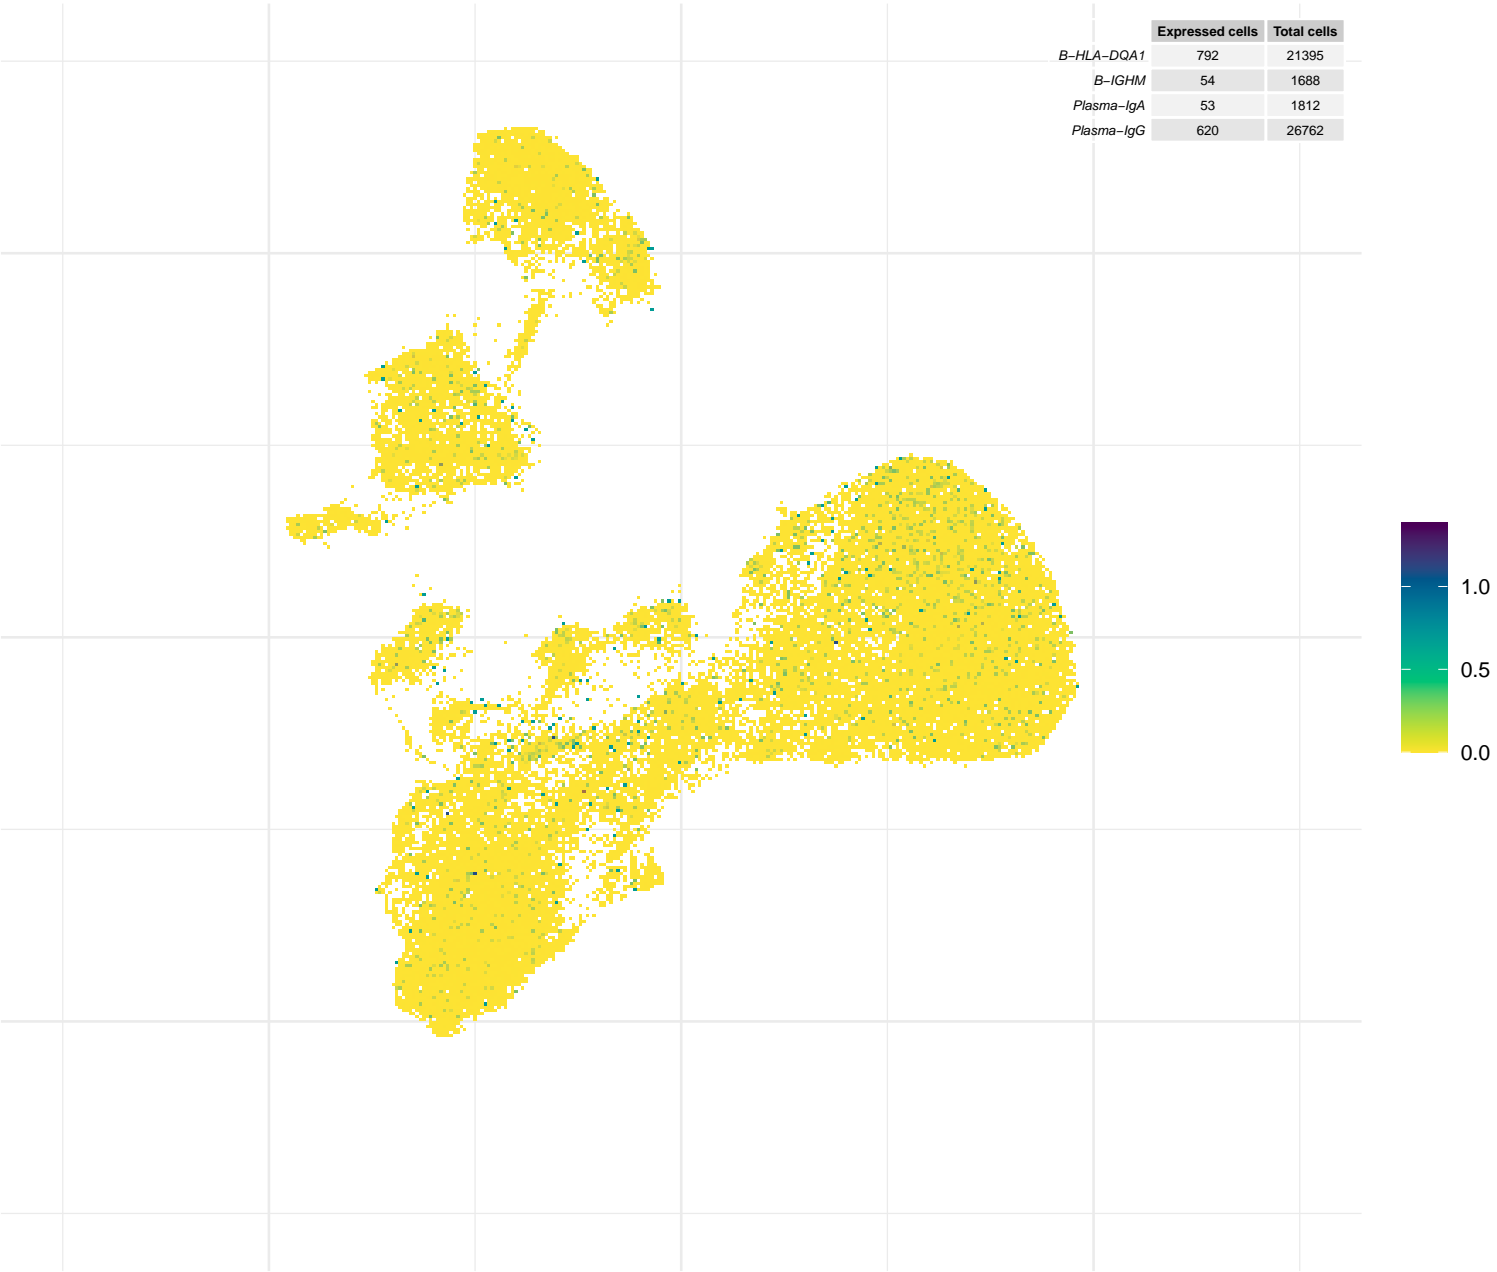 Expressed cells Total cells
B−HLA−DQA1 792 21395
B−IGHM 54 1688
Plasma−IgA 53 1812
Plasma−IgG 620 26762
1.0
0.5
0.0